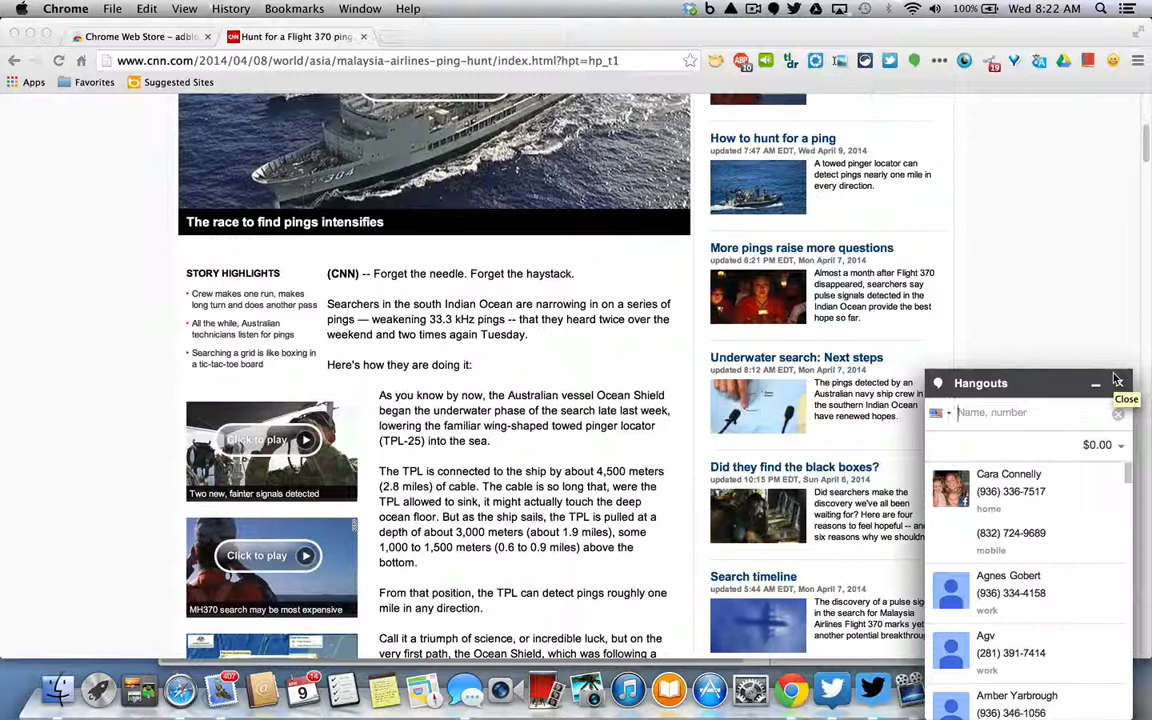 Chrome File Edit View History Bookmarks Window Help 100% Wed 8:22 AM
Chrome Web Store - adblo × Hunt for a Flight 370 ping ×
www.cnn.com/2014/04/08/world/asia/malaysia-airlines-ping-hunt/index.html?hpt=hp_t1
Apps Favorites Suggested Sites
304
The race to find pings intensifies
STORY HIGHLIGHTS
Crew makes one run, makes
long turn and does another pass
All the while, Australian
technicians listen for pings
Searching a grid is like boxing in
a tic-tac-toe board
Click to play
Two new, fainter signals detected
Click to play
MH370 search may be most expensive
(CNN) -- Forget the needle. Forget the haystack.
Searchers in the south Indian Ocean are narrowing in on a series of
pings — weakening 33.3 kHz pings -- that they heard twice over the
weekend and two times again Tuesday.
Here's how they are doing it:
As you know by now, the Australian vessel Ocean Shield
began the underwater phase of the search late last week,
lowering the familiar wing-shaped towed pinger locator
(TPL-25) into the sea.
The TPL is connected to the ship by about 4,500 meters
(2.8 miles) of cable. The cable is so long that, were the
TPL allowed to sink, it might actually touch the deep
ocean floor. But as the ship sails, the TPL is pulled at a
depth of about 3,000 meters (about 1.9 miles), some
1,000 to 1,500 meters (0.6 to 0.9 miles) above the
bottom.
From that position, the TPL can detect pings roughly one
mile in any direction.
Call it a triumph of science, or incredible luck, but on the
very first path, the Ocean Shield, which was following a
How to hunt for a ping
updated 7:47 AM EDT, Wed April 9, 2014
A towed pinger locator can
detect pings nearly one mile in
every direction.
More pings raise more questions
updated 6:21 PM EDT, Mon April 7, 2014
Almost a month after Flight 370
disappeared, searchers say
pulse signals detected in the
Indian Ocean provide the best
hope so far.
Underwater search: Next steps
updated 8:12 AM EDT, Mon April 7, 2014
The pings detected by an
Australian navy ship crew in
the southern Indian Ocean
have renewed hopes.
Did they find the black boxes?
updated 10:15 PM EDT, Sun April 6, 2014
Did searchers make the
discovery we've all been
waiting for? Here are four
reasons to feel hopeful -- an
six reasons why we shouldn
Search timeline
updated 5:44 AM EDT, Mon April 7, 2014
The discovery of a pulse sig
in the search for Malaysia
Airlines Flight 370 marks yet
another potential breakthrou
Hangouts
Close
Name, number
$0.00
Cara Connelly
(936) 336-7517
home
(832) 724-9689
mobile
Agnes Gobert
(936) 334-4158
work
Agv
(281) 391-7414
work
Amber Yarbrough
(936) 346-1056
407
9
14